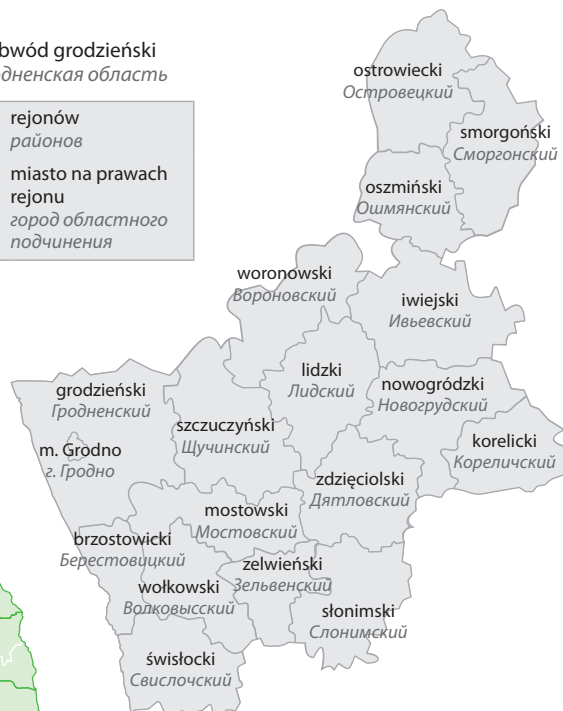 bwód grodzieński
одненская область
rejonów
районов
miasto na prawach
rejonu
город областного
подчинения
ostrowiecki
Островецкий
smorgoński
Сморгонский
oszmiński
Ошмянский
woronowski
Вороновский
iwiejski
Ивьевский
lidzki
Лидский
nowogródzki
Новогрудский
grodzieński
Гродненский
szczuczyński
Щучинский
korelicki
Кореличский
m. Grodno
г. Гродно
zdzięciolski
Дятловский
mostowski
Мостовский
brzostowicki
Берестовицкий
zelwieński
Зельвенский
wołkowski
Волковысский
słonimski
Слонимский
świsłocki
Свислочский